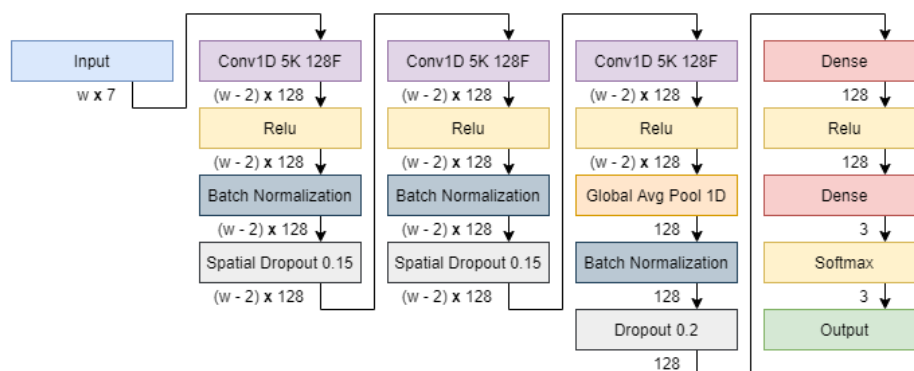 Input
w x 7
Conv1D 5K 128F
(w - 2) x 128
Relu
(w - 2) x 128
Batch Normalization
(w - 2) x 128
Spatial Dropout 0.15
(w - 2) x 128
Conv1D 5K 128F
(w - 2) x 128
Relu
(w - 2) x 128
Batch Normalization
(w - 2) x 128
Spatial Dropout 0.15
(w - 2) x 128
Conv1D 5K 128F
(w - 2) x 128
Relu
(w - 2) x 128
Global Avg Pool 1D
128
Batch Normalization
128
Dropout 0.2
128
Dense
128
Relu
128
Dense
3
Softmax
3
Output